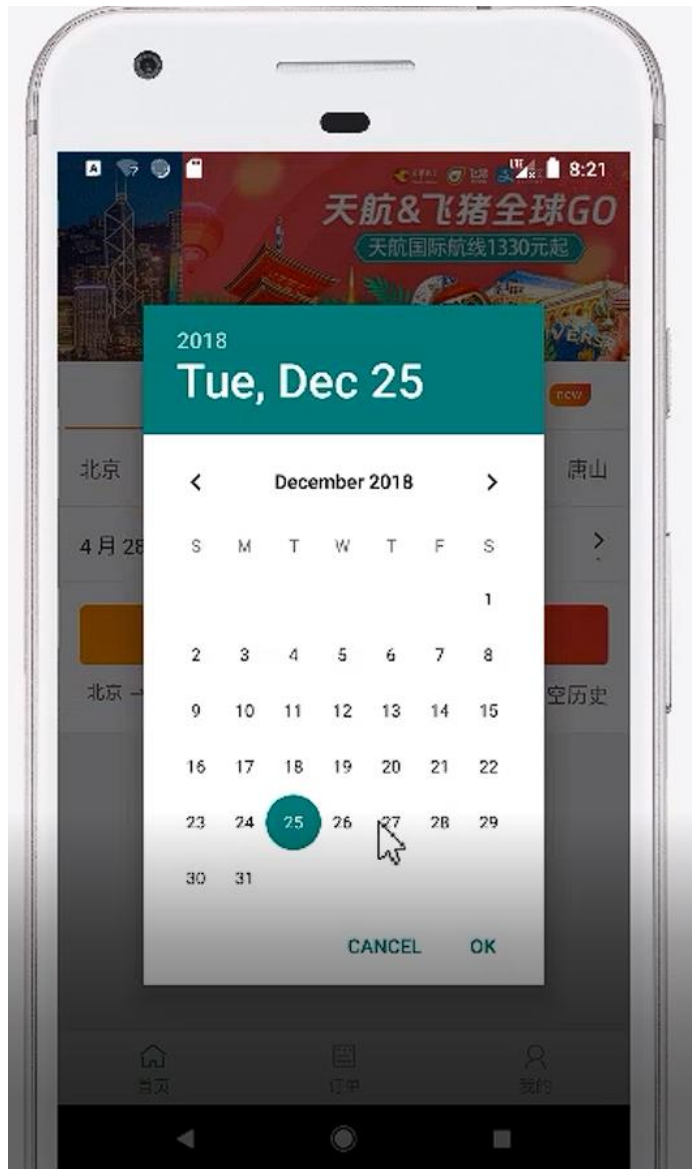 8:21
天航&飞猪全球GO
天航国际航线1330元起
2018
Tue, Dec 25
new
北京
唐山
December 2018
S M T W T F S
1
4月28
2 3 4 5 6 7 8
北京
空历史
9 10 11 12 13 14 15
16 17 18 19 20 21 22
23 24 25 26 27 28 29
30 31
CANCEL OK
首页 订单 我的